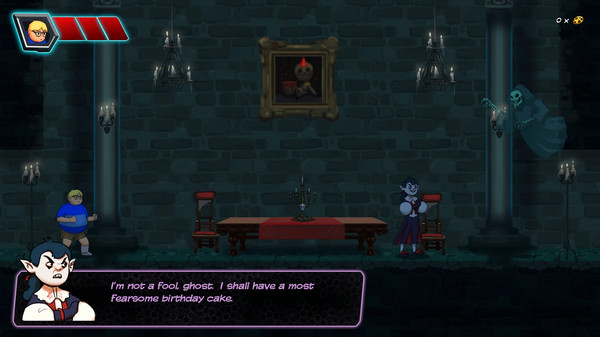 0 x
I'm not a fool, ghost. I shall have a most
fearsome birthday cake.